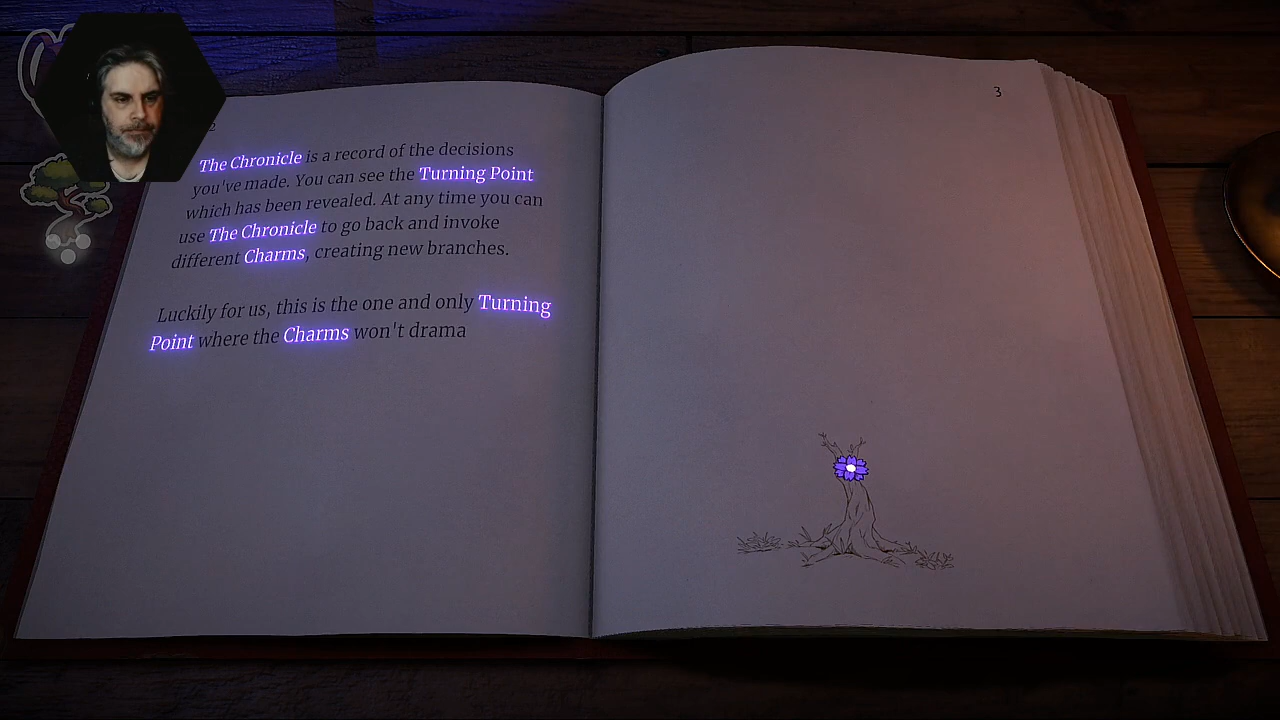 2
The Chronicle is a record of the decisions
you've made. You can see the Turning Point
which has been revealed. At any time you can
use The Chronicle to go back and invoke
different Charms, creating new branches.
Luckily for us, this is the one and only Turning
Point where the Charms won't drama
3